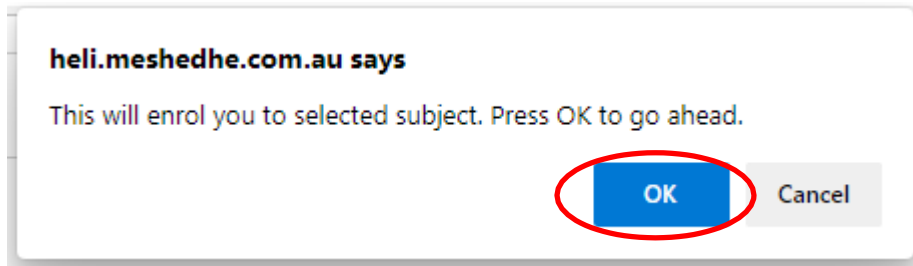 heli.meshedhe.com.au says
This will enrol you to selected subject. Press OK to go ahead.
OK Cancel